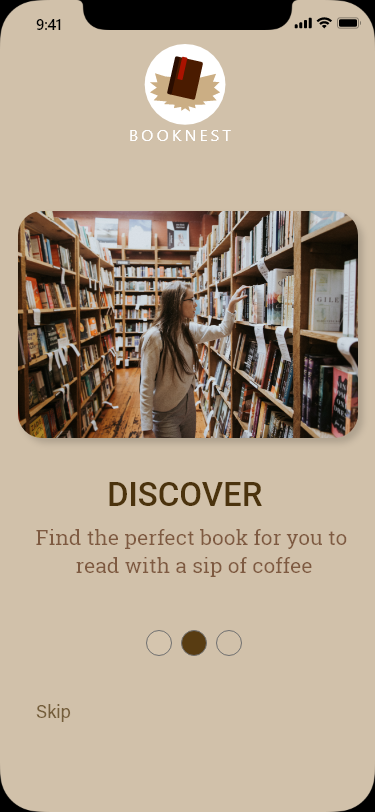 9:41
BOOKNEST
GILE
DISCOVER
Find the perfect book for you to
read with a sip of coffee
Skip